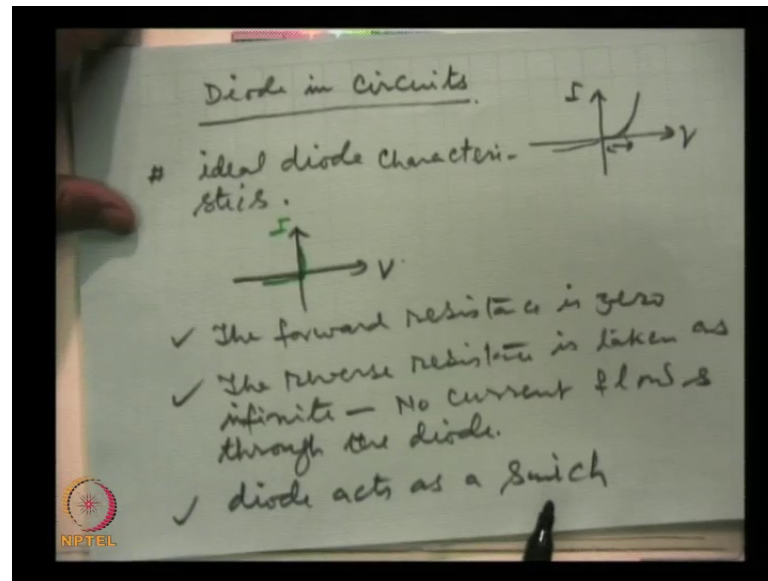 Diode in circuits.
I
V
# ideal diode characteri-
stics.
I
V
✓ The forward resistance is zero
✓ The reverse resistance is taken as
infinite - No current flows
through the diode.
✓ diode acts as a Swich
NPTEL